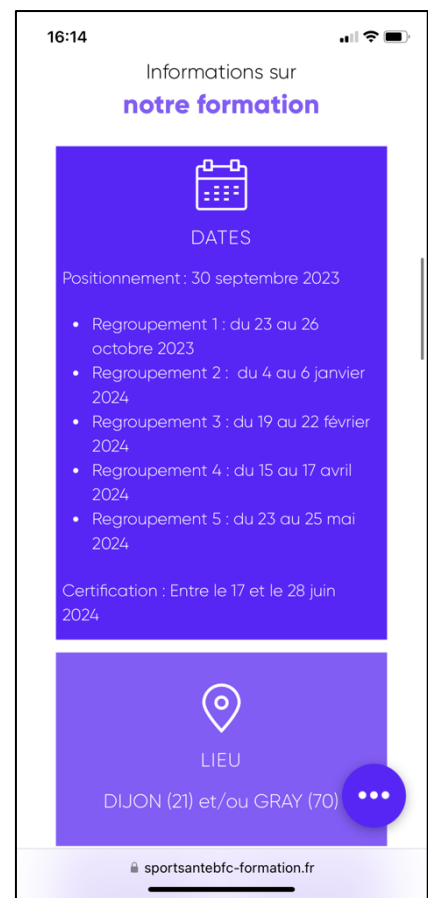 16:14
Informations sur
notre formation
DATES
Positionnement : 30 septembre 2023
• Regroupement 1 : du 23 au 26
octobre 2023
• Regroupement 2 :  du 4 au 6 janvier
2024
• Regroupement 3 : du 19 au 22 février
2024
• Regroupement 4 : du 15 au 17 avril
2024
• Regroupement 5 : du 23 au 25 mai
2024
Certification : Entre le 17 et le 28 juin
2024
LIEU
DIJON (21) et/ou GRAY (70)
sportsantebfc-formation.fr